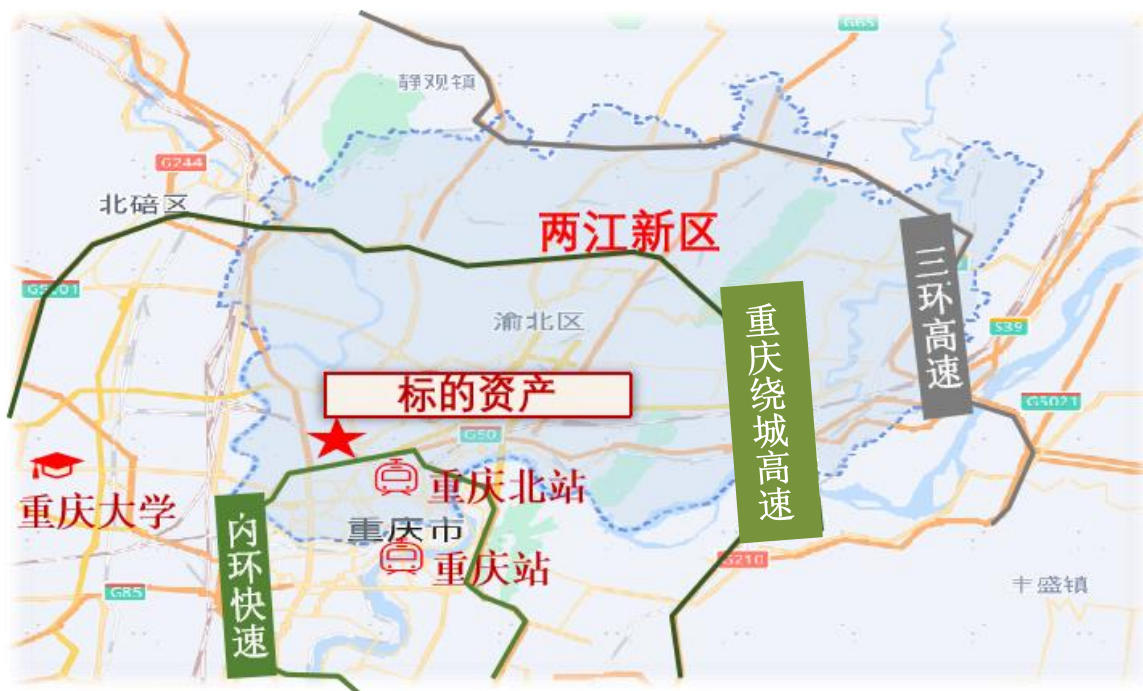 G65
静观镇
G244
北碚区
两江新区
三环高速
渝北区
重庆绕城高速
S39
标的资产
G5021
G50
重庆北站
重庆大学
内环快速
重庆市
重庆站
G210
G85
丰盛镇